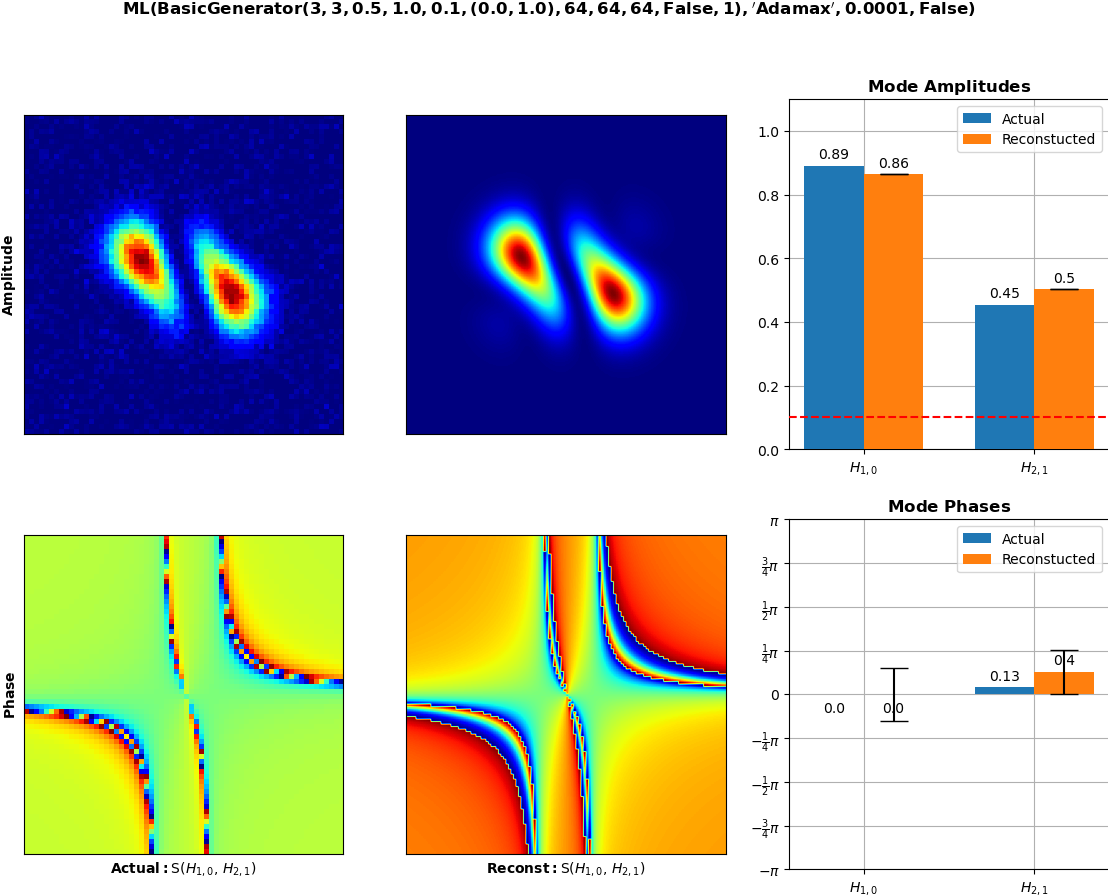 ML(BasicGenerator(3, 3, 0.5, 1.0, 0.1, (0.0, 1.0), 64, 64, 64, False, 1), ′Adamax′, 0.0001, False)
Amplitude
Mode Amplitudes
Actual
Reconstucted
1.0
0.8
0.6
0.4
0.2
0.0
0.89
0.86
0.45
0.5
H1, 0
H2, 1
Phase
Actual: S(H1, 0, H2, 1)
Reconst: S(H1, 0, H2, 1)
Mode Phases
Actual
Reconstucted
π
3/4π
1/2π
1/4π
0
−1/4π
−1/2π
−3/4π
−π
0.0
0.0
0.13
0.4
H1, 0
H2, 1